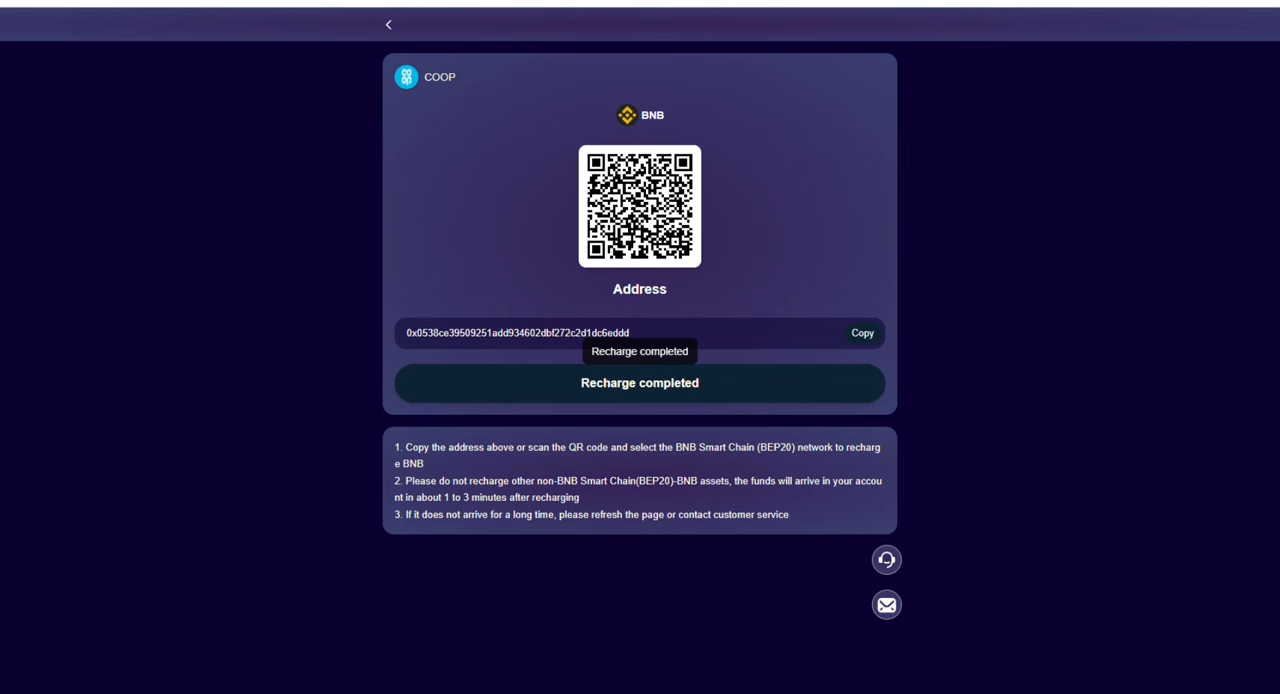 COOP
BNB
Address
0x0538ce39509251add934602dbf272c2d1dc6eddd
Copy
Recharge completed
Recharge completed
1. Copy the address above or scan the QR code and select the BNB Smart Chain (BEP20) network to recharg
e BNB
2. Please do not recharge other non-BNB Smart Chain(BEP20)-BNB assets, the funds will arrive in your accou
nt in about 1 to 3 minutes after recharging
3. If it does not arrive for a long time, please refresh the page or contact customer service